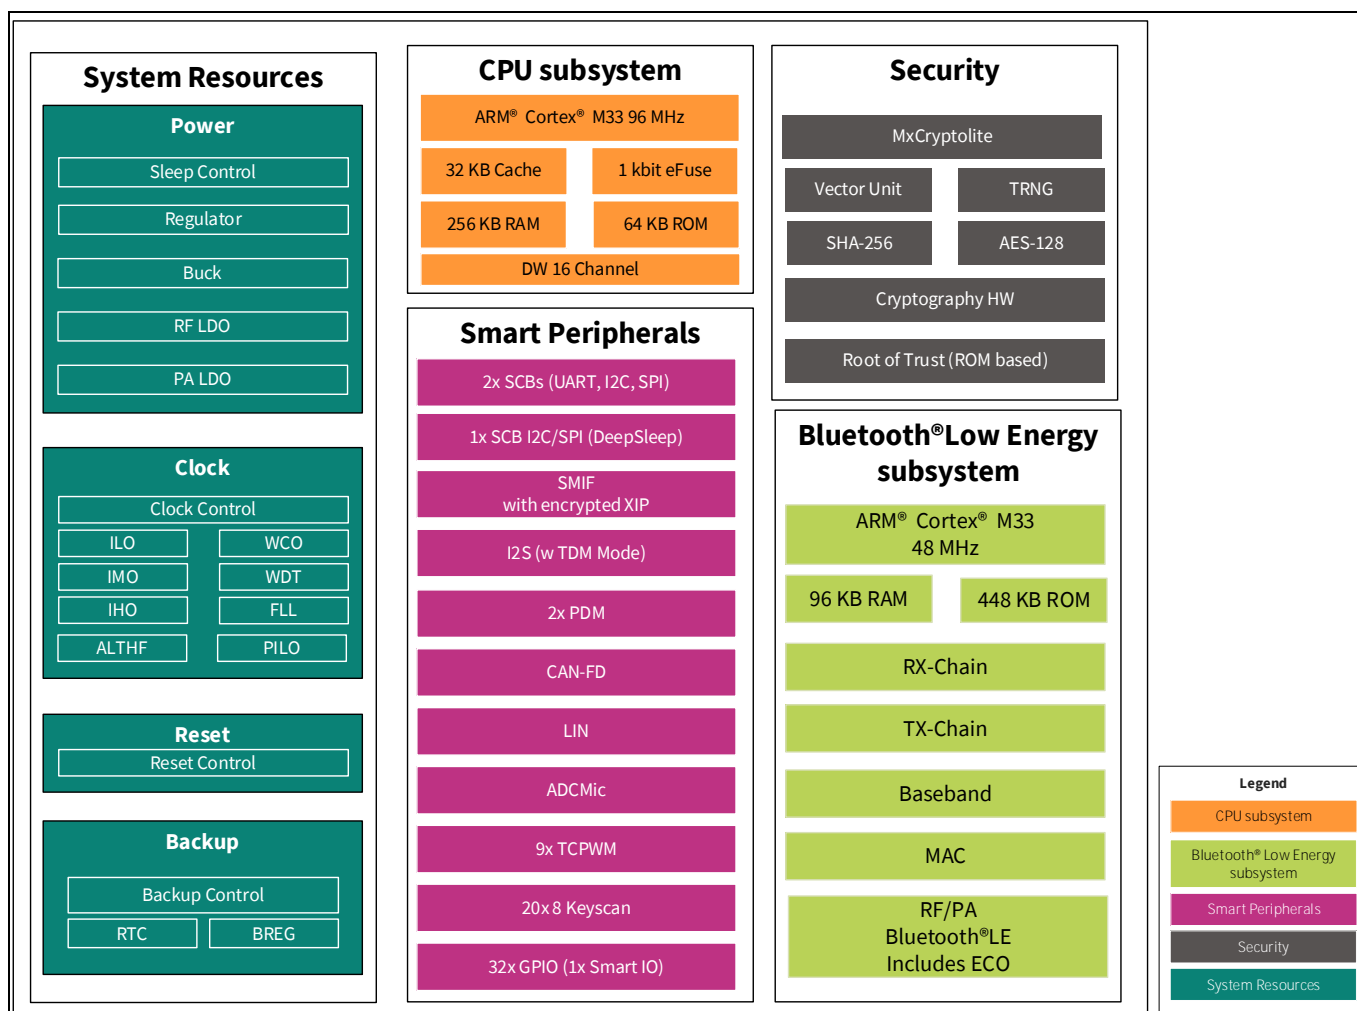 System Resources
Power
Sleep Control
Regulator
Buck
RF LDO
PA LDO
Clock
Clock Control
ILO
WCO
IMO
WDT
IHO
FLL
ALTHF
PILO
Reset
Reset Control
Backup
Backup Control
RTC
BREG
CPU subsystem
ARM® Cortex® M33 96 MHz
32 KB Cache
1 kbit eFuse
256 KB RAM
64 KB ROM
DW 16 Channel
Smart Peripherals
2x SCBs (UART, I2C, SPI)
1x SCB I2C/SPI (DeepSleep)
SMIF
with encrypted XIP
I2S (w TDM Mode)
2x PDM
CAN-FD
LIN
ADCMic
9x TCPWM
20x8 Keyscan
32x GPIO (1x Smart IO)
Security
MxCryptolite
Vector Unit
TRNG
SHA-256
AES-128
Cryptography HW
Root of Trust (ROM based)
Bluetooth®Low Energy
subsystem
ARM® Cortex® M33
48 MHz
96 KB RAM
448 KB ROM
RX-Chain
TX-Chain
Baseband
MAC
RF/PA
Bluetooth®LE
Includes ECO
Legend
CPU subsystem
Bluetooth® Low Energy
subsystem
Smart Peripherals
Security
System Resources